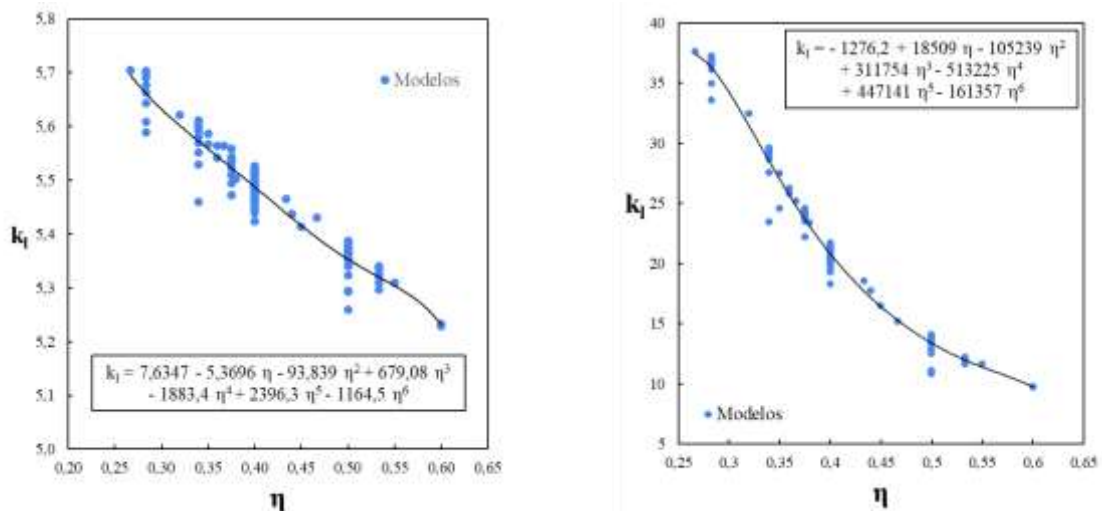 5,8
5,7
5,6
5,5
5,4
5,3
5,2
5,1
5,0
kl
Modelos
kl = 7,6347 - 5,3696 η - 93,839 η² + 679,08 η³
- 1883,4 η⁴ + 2396,3 η⁵ - 1164,5 η⁶
0,20 0,25 0,30 0,35 0,40 0,45 0,50 0,55 0,60 0,65
η
40
35
30
25
20
15
10
5
kl
kl = - 1276,2 + 18509 η - 105239 η²
+ 311754 η³ - 513225 η⁴
+ 447141 η⁵ - 161357 η⁶
Modelos
0,25 0,3 0,35 0,4 0,45 0,5 0,55 0,6 0,65
η